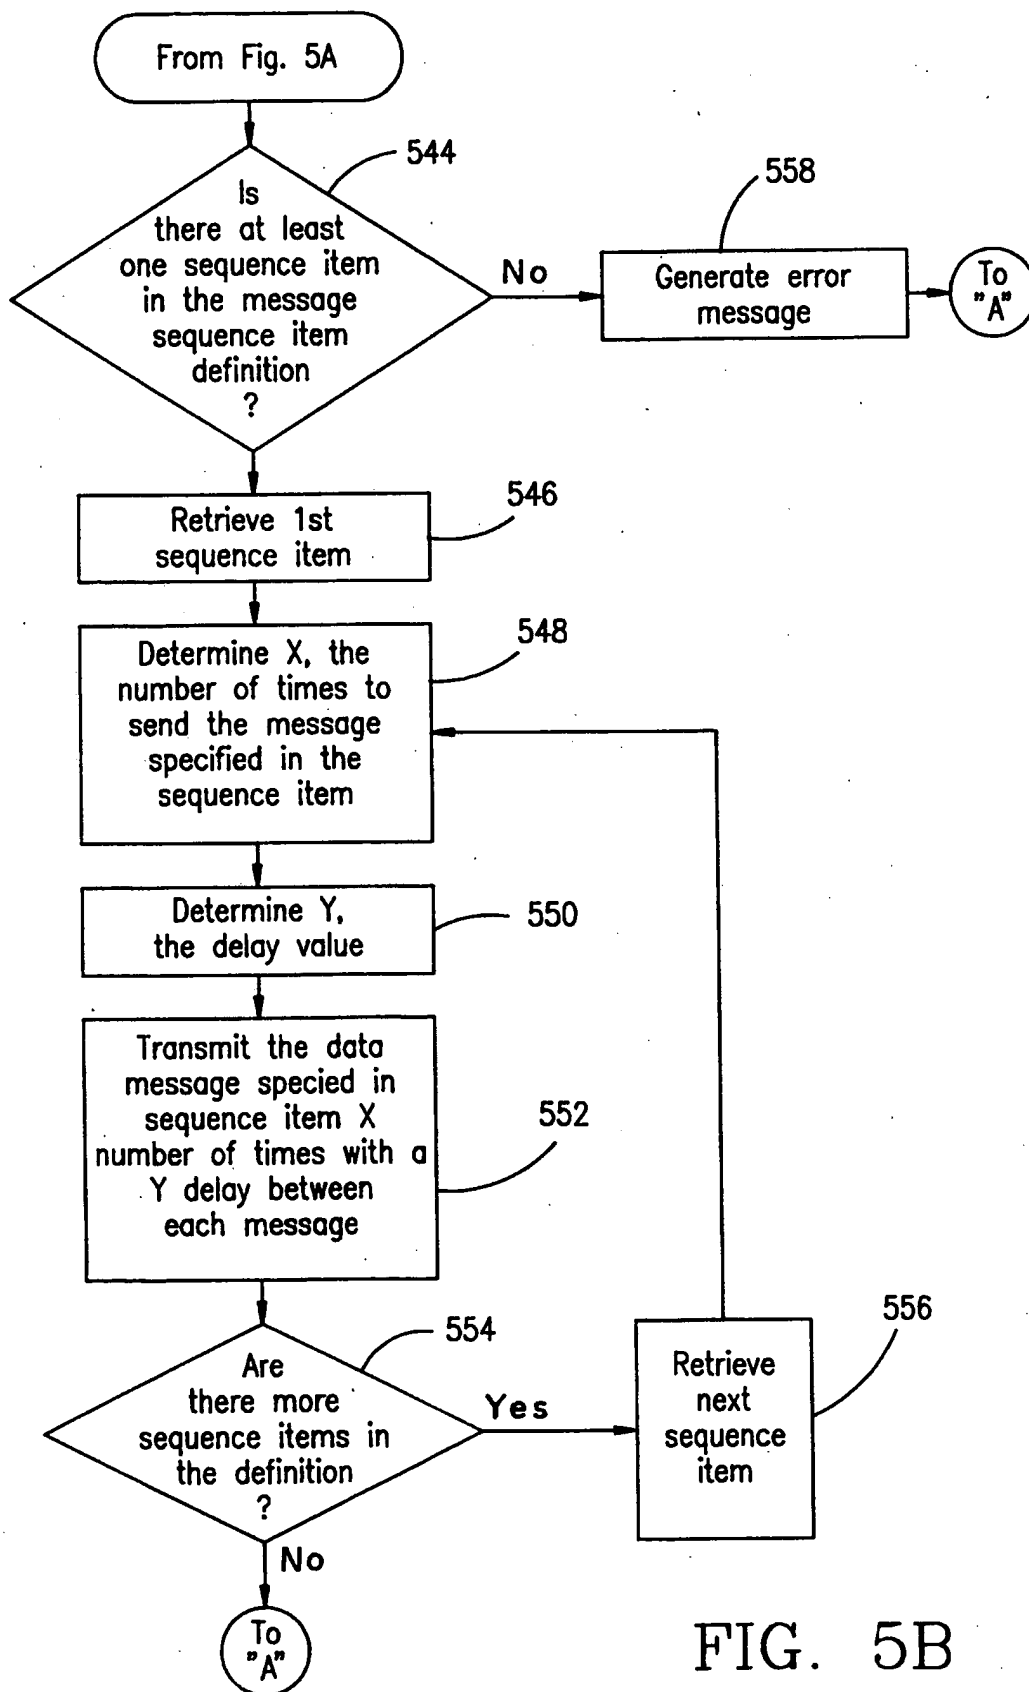 From Fig. 5A
544
Is
there at least
one sequence item
in the message
sequence item
definition
?
No
558
Generate error
message
To
"A"
546
Retrieve 1st
sequence item
548
Determine X, the
number of times to
send the message
specified in the
sequence item
550
Determine Y,
the delay value
552
Transmit the data
message specied in
sequence item X
number of times with a
Y delay between
each message
554
Are
there more
sequence items in
the definition
?
Yes
556
Retrieve
next
sequence
item
No
To
"A"
FIG. 5B